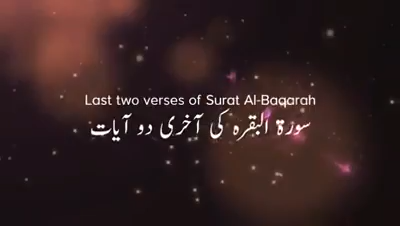 Last two verses of Surat Al-Baqarah
سورۃ البقرہ کی آخری دو آیات